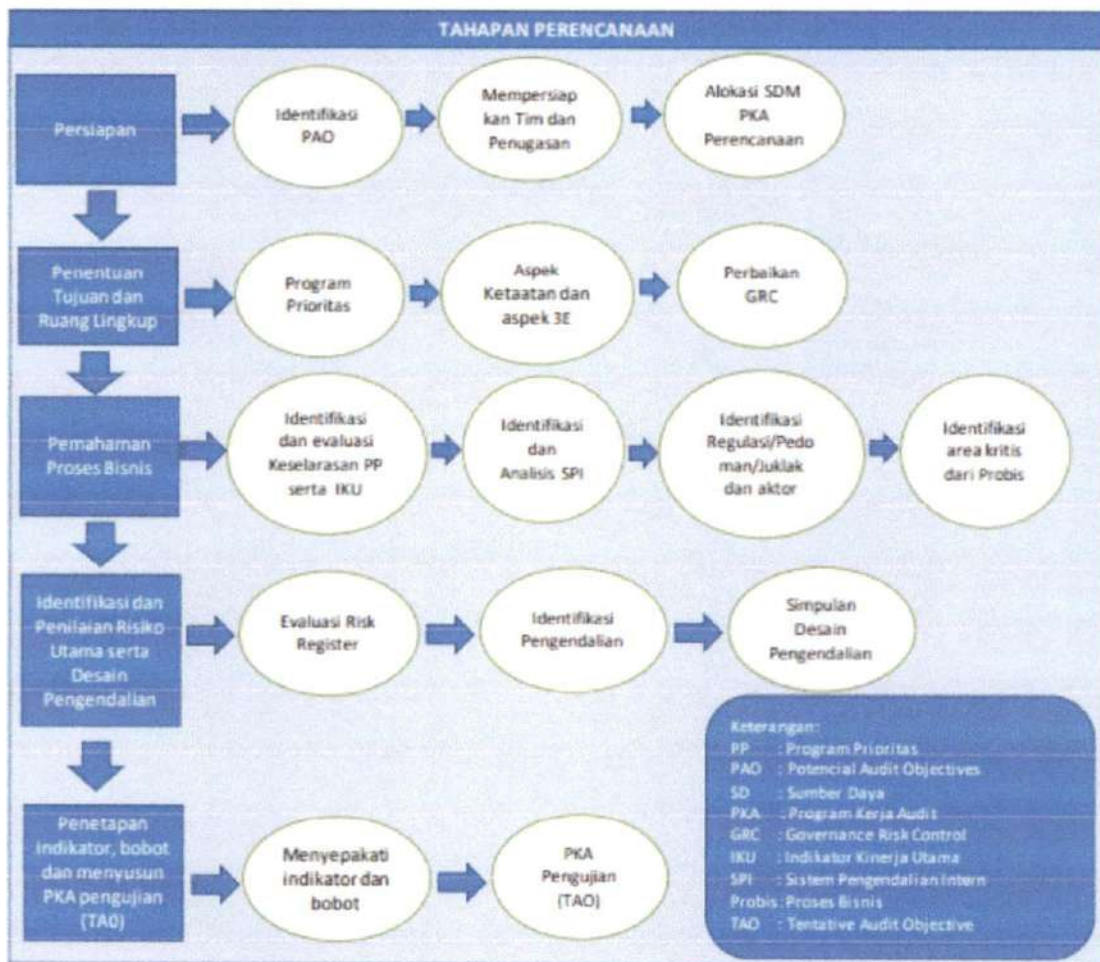 TAHAPAN PERENCANAAN
Persiapan
Identifikasi
PAO
Mempersiap
kan Tim dan
Penugasan
Alokasi SDM
PKA
Perencanaan
Penentuan
Tujuan dan
Ruang Lingkup
Program
Prioritas
Aspek
Ketaatan dan
aspek 3E
Perbaikan
GRC
Pemahaman
Proses Bisnis
Identifikasi
dan evaluasi
Keselarasan PP
serta IKU
Identifikasi
dan
Analisis SPI
Identifikasi
Regulasi/Pedo
man/Juklak
dan aktor
Identifikasi
area kritis
dari Probis
Identifikasi dan
Penilaian Risiko
Utama serta
Desain
Pengendalian
Evaluasi Risk
Register
Identifikasi
Pengendalian
Simpulan
Desain
Pengendalian
Penetapan
indikator, bobot
dan menyusun
PKA pengujian
(TA0)
Menyepakati
indikator dan
bobot
PKA
Pengujian
(TAO)
Keterangan:
PP : Program Prioritas
PAO : Potencial Audit Objectives
SD : Sumber Daya
PKA : Program Kerja Audit
GRC : Governance Risk Control
IKU : Indikator Kinerja Utama
SPI : Sistem Pengendalian Intern
Probis: Proses Bisnis
TAO : Tentative Audit Objective